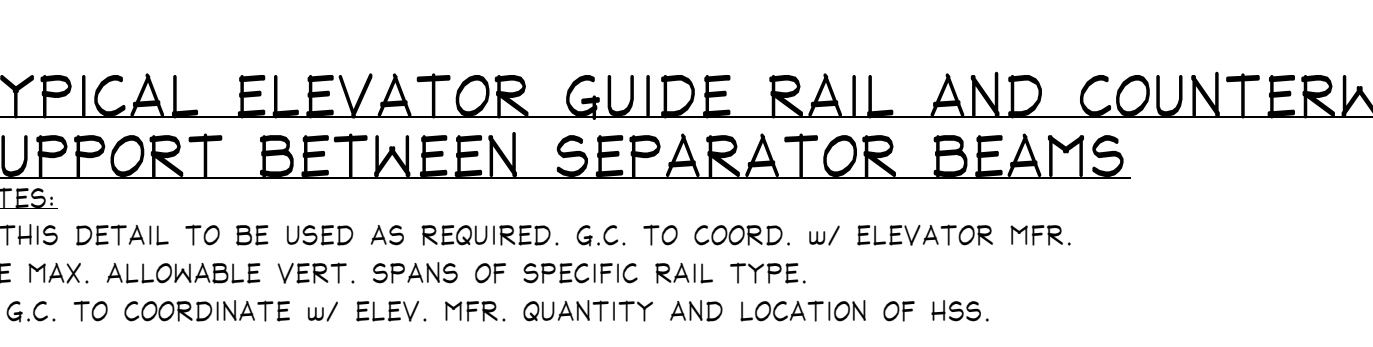 YPICAL ELEVATOR GUIDE RAIL AND COUNTERW
UPPORT BETWEEN SEPARATOR BEAMS
TES:
THIS DETAIL TO BE USED AS REQUIRED. G.C. TO COORD. w/ ELEVATOR MFR.
E MAX. ALLOWABLE VERT. SPANS OF SPECIFIC RAIL TYPE.
G.C. TO COORDINATE w/ ELEV. MFR. QUANTITY AND LOCATION OF HSS.